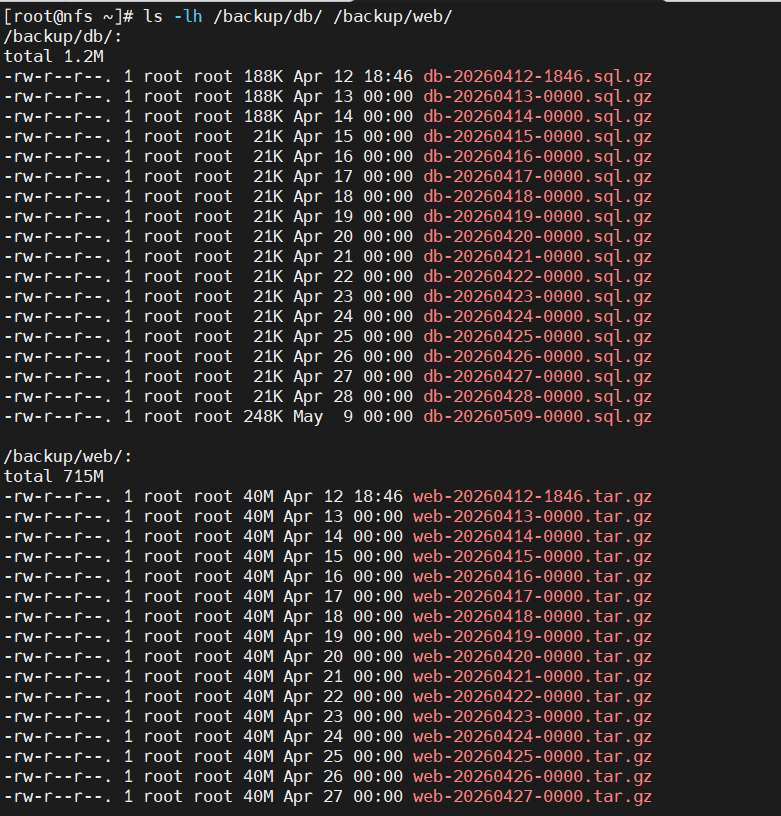 [root@nfs ~]# ls -lh /backup/db/ /backup/web/
/backup/db/:
total 1.2M
-rw-r--r--. 1 root root 188K Apr 12 18:46 db-20260412-1846.sql.gz
-rw-r--r--. 1 root root 188K Apr 13 00:00 db-20260413-0000.sql.gz
-rw-r--r--. 1 root root 188K Apr 14 00:00 db-20260414-0000.sql.gz
-rw-r--r--. 1 root root  21K Apr 15 00:00 db-20260415-0000.sql.gz
-rw-r--r--. 1 root root  21K Apr 16 00:00 db-20260416-0000.sql.gz
-rw-r--r--. 1 root root  21K Apr 17 00:00 db-20260417-0000.sql.gz
-rw-r--r--. 1 root root  21K Apr 18 00:00 db-20260418-0000.sql.gz
-rw-r--r--. 1 root root  21K Apr 19 00:00 db-20260419-0000.sql.gz
-rw-r--r--. 1 root root  21K Apr 20 00:00 db-20260420-0000.sql.gz
-rw-r--r--. 1 root root  21K Apr 21 00:00 db-20260421-0000.sql.gz
-rw-r--r--. 1 root root  21K Apr 22 00:00 db-20260422-0000.sql.gz
-rw-r--r--. 1 root root  21K Apr 23 00:00 db-20260423-0000.sql.gz
-rw-r--r--. 1 root root  21K Apr 24 00:00 db-20260424-0000.sql.gz
-rw-r--r--. 1 root root  21K Apr 25 00:00 db-20260425-0000.sql.gz
-rw-r--r--. 1 root root  21K Apr 26 00:00 db-20260426-0000.sql.gz
-rw-r--r--. 1 root root  21K Apr 27 00:00 db-20260427-0000.sql.gz
-rw-r--r--. 1 root root  21K Apr 28 00:00 db-20260428-0000.sql.gz
-rw-r--r--. 1 root root 248K May  9 00:00 db-20260509-0000.sql.gz

/backup/web/:
total 715M
-rw-r--r--. 1 root root 40M Apr 12 18:46 web-20260412-1846.tar.gz
-rw-r--r--. 1 root root 40M Apr 13 00:00 web-20260413-0000.tar.gz
-rw-r--r--. 1 root root 40M Apr 14 00:00 web-20260414-0000.tar.gz
-rw-r--r--. 1 root root 40M Apr 15 00:00 web-20260415-0000.tar.gz
-rw-r--r--. 1 root root 40M Apr 16 00:00 web-20260416-0000.tar.gz
-rw-r--r--. 1 root root 40M Apr 17 00:00 web-20260417-0000.tar.gz
-rw-r--r--. 1 root root 40M Apr 18 00:00 web-20260418-0000.tar.gz
-rw-r--r--. 1 root root 40M Apr 19 00:00 web-20260419-0000.tar.gz
-rw-r--r--. 1 root root 40M Apr 20 00:00 web-20260420-0000.tar.gz
-rw-r--r--. 1 root root 40M Apr 21 00:00 web-20260421-0000.tar.gz
-rw-r--r--. 1 root root 40M Apr 22 00:00 web-20260422-0000.tar.gz
-rw-r--r--. 1 root root 40M Apr 23 00:00 web-20260423-0000.tar.gz
-rw-r--r--. 1 root root 40M Apr 24 00:00 web-20260424-0000.tar.gz
-rw-r--r--. 1 root root 40M Apr 25 00:00 web-20260425-0000.tar.gz
-rw-r--r--. 1 root root 40M Apr 26 00:00 web-20260426-0000.tar.gz
-rw-r--r--. 1 root root 40M Apr 27 00:00 web-20260427-0000.tar.gz